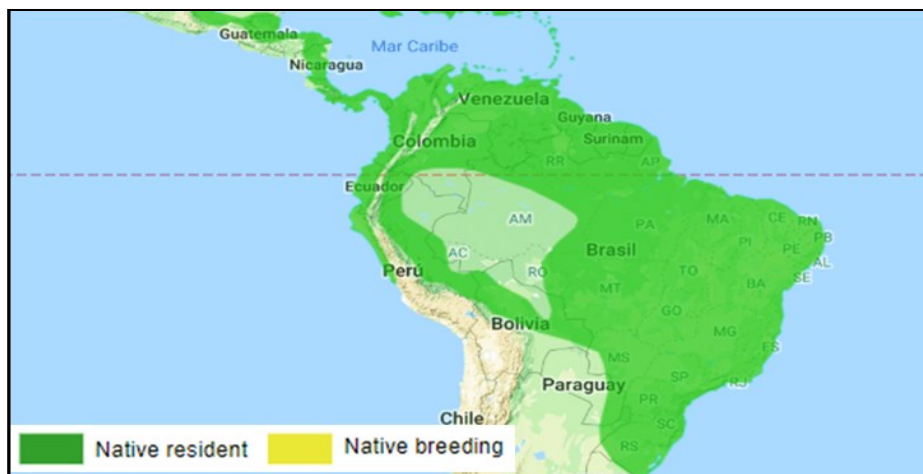 Guatemala
Mar Caribe
Nicaragua
Venezuela
Guyana
Colombia
Surinam
RR
AP
Ecuador
AM
PA
MA
CE
RN
PB
PI
PE
AL
AC
Brasil
SE
Perú
RO
TO
BA
MT
GO
Bolivia
MG
ES
MS
Paraguay
SP
RJ
PR
Chile
SC
RS
Native resident
Native breeding